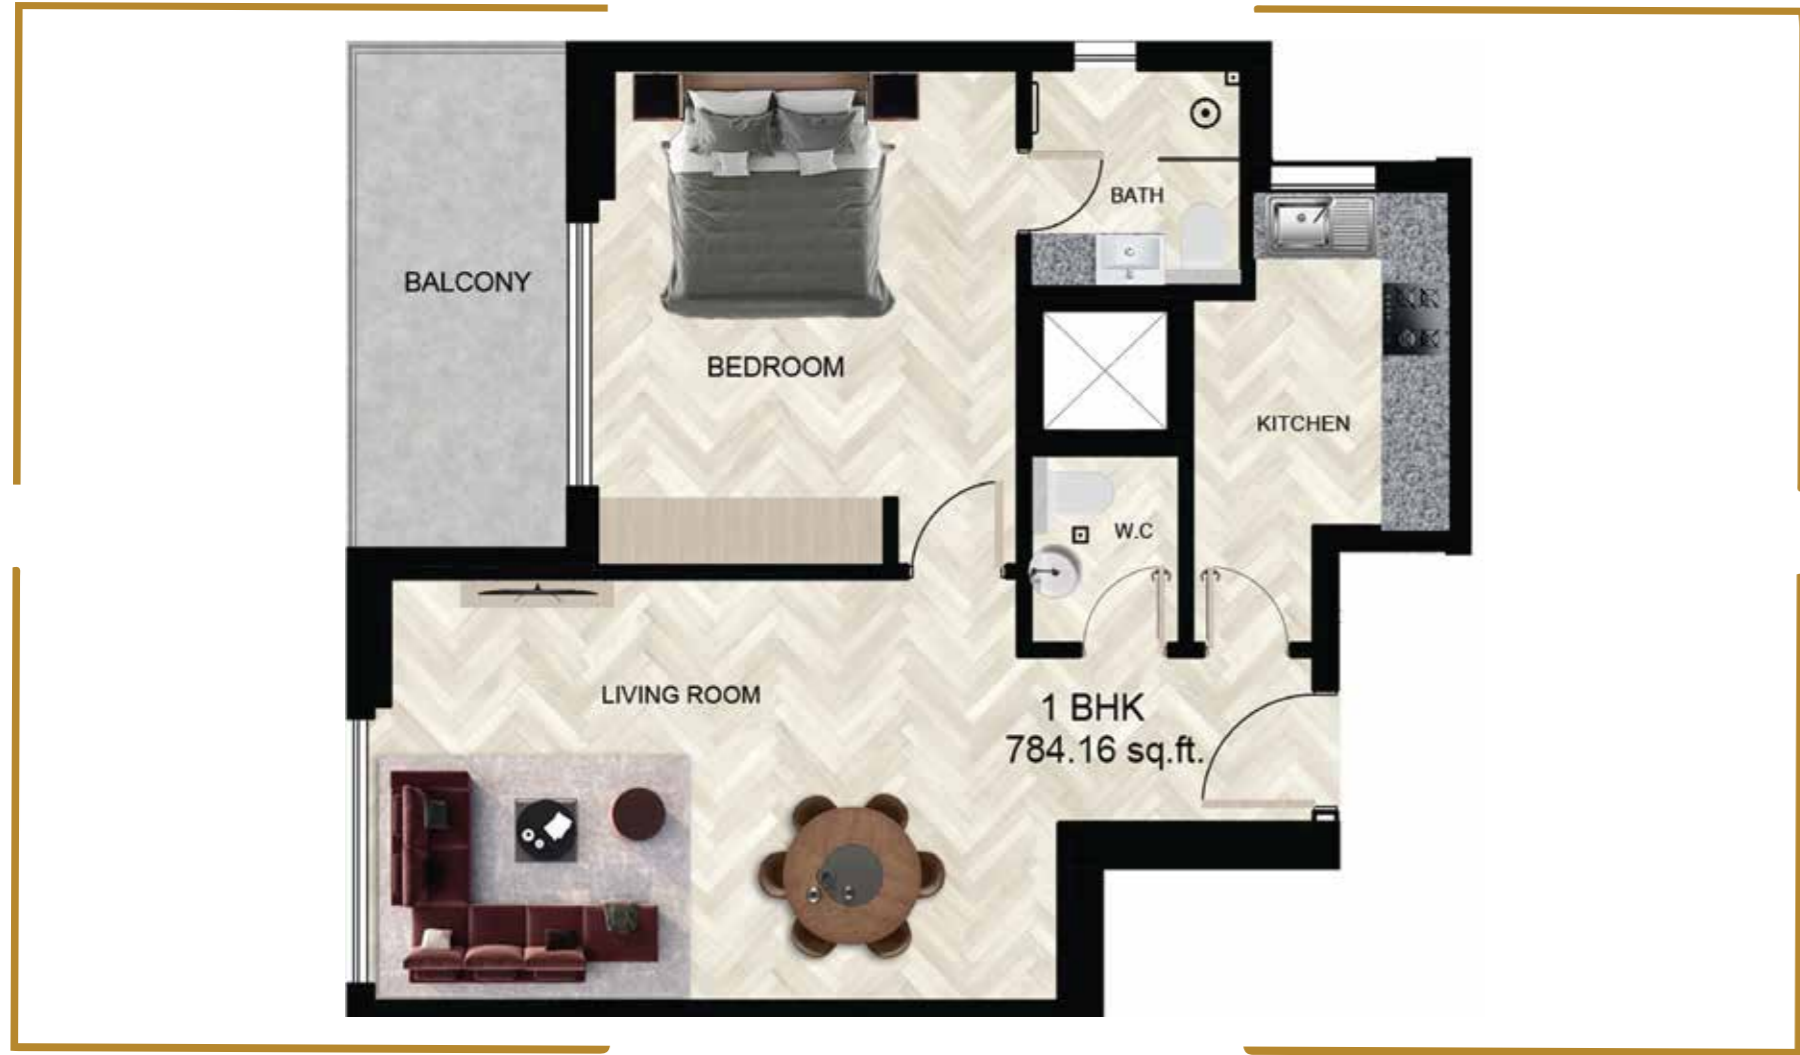 BATH
BALCONY
BEDROOM
KITCHEN
W.C
LIVING ROOM
1 BHK
784.16 sq.ft.